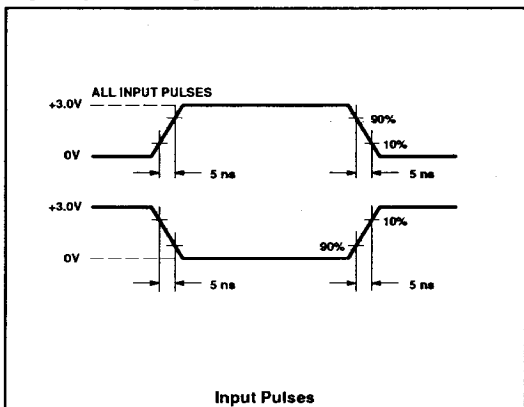 ALL INPUT PULSES
+3.0V
90%
10%
0V
5 ns
5 ns
+3.0V
10%
90%
0V
5 ns
5 ns
Input Pulses